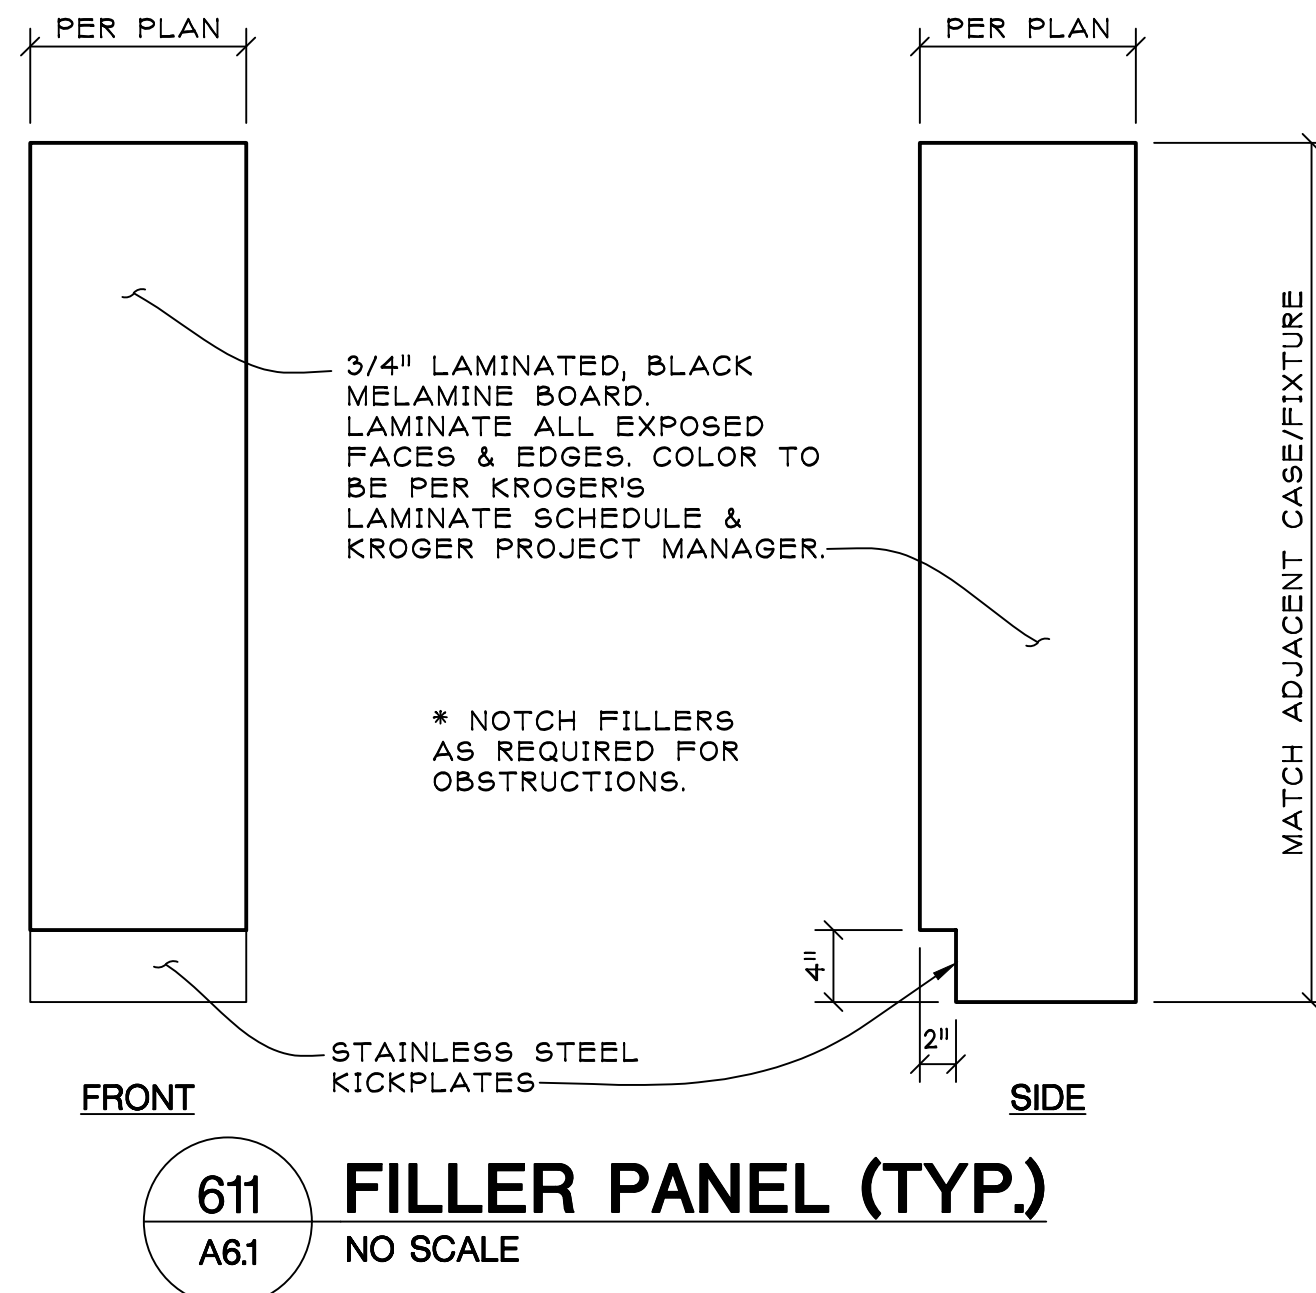 PER PLAN
PER PLAN
3/4" LAMINATED, BLACK
MELAMINE BOARD.
LAMINATE ALL EXPOSED
FACES & EDGES. COLOR TO
BE PER KROGER'S
LAMINATE SCHEDULE &
KROGER PROJECT MANAGER.
MATCH ADJACENT CASE/FIXTURE
* NOTCH FILLERS
AS REQUIRED FOR
OBSTRUCTIONS.
4"
2"
STAINLESS STEEL
KICKPLATES
FRONT
SIDE
611
FILLER PANEL (TYP.)
A6.1
NO SCALE